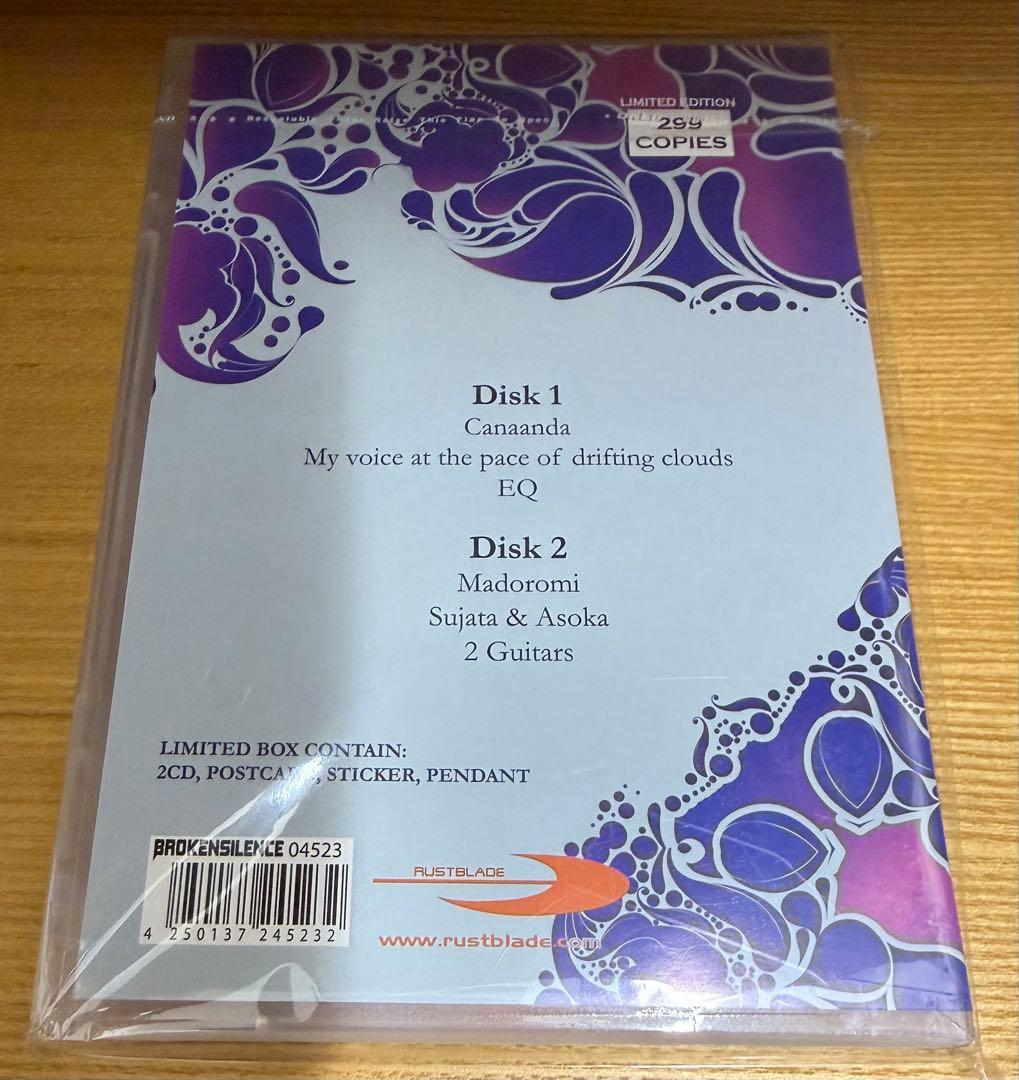 LIMITED EDITION
299
COPIES
Disk 1
Canaanda
My voice at the pace of drifting clouds
EQ
Disk 2
Madoromi
Sujata & Asoka
2 Guitars
LIMITED BOX CONTAIN:
2CD, POSTCARD, STICKER, PENDANT
BROKENSILENCE 04523
4 250137 245232
RUSTBLADE
www.rustblade.com